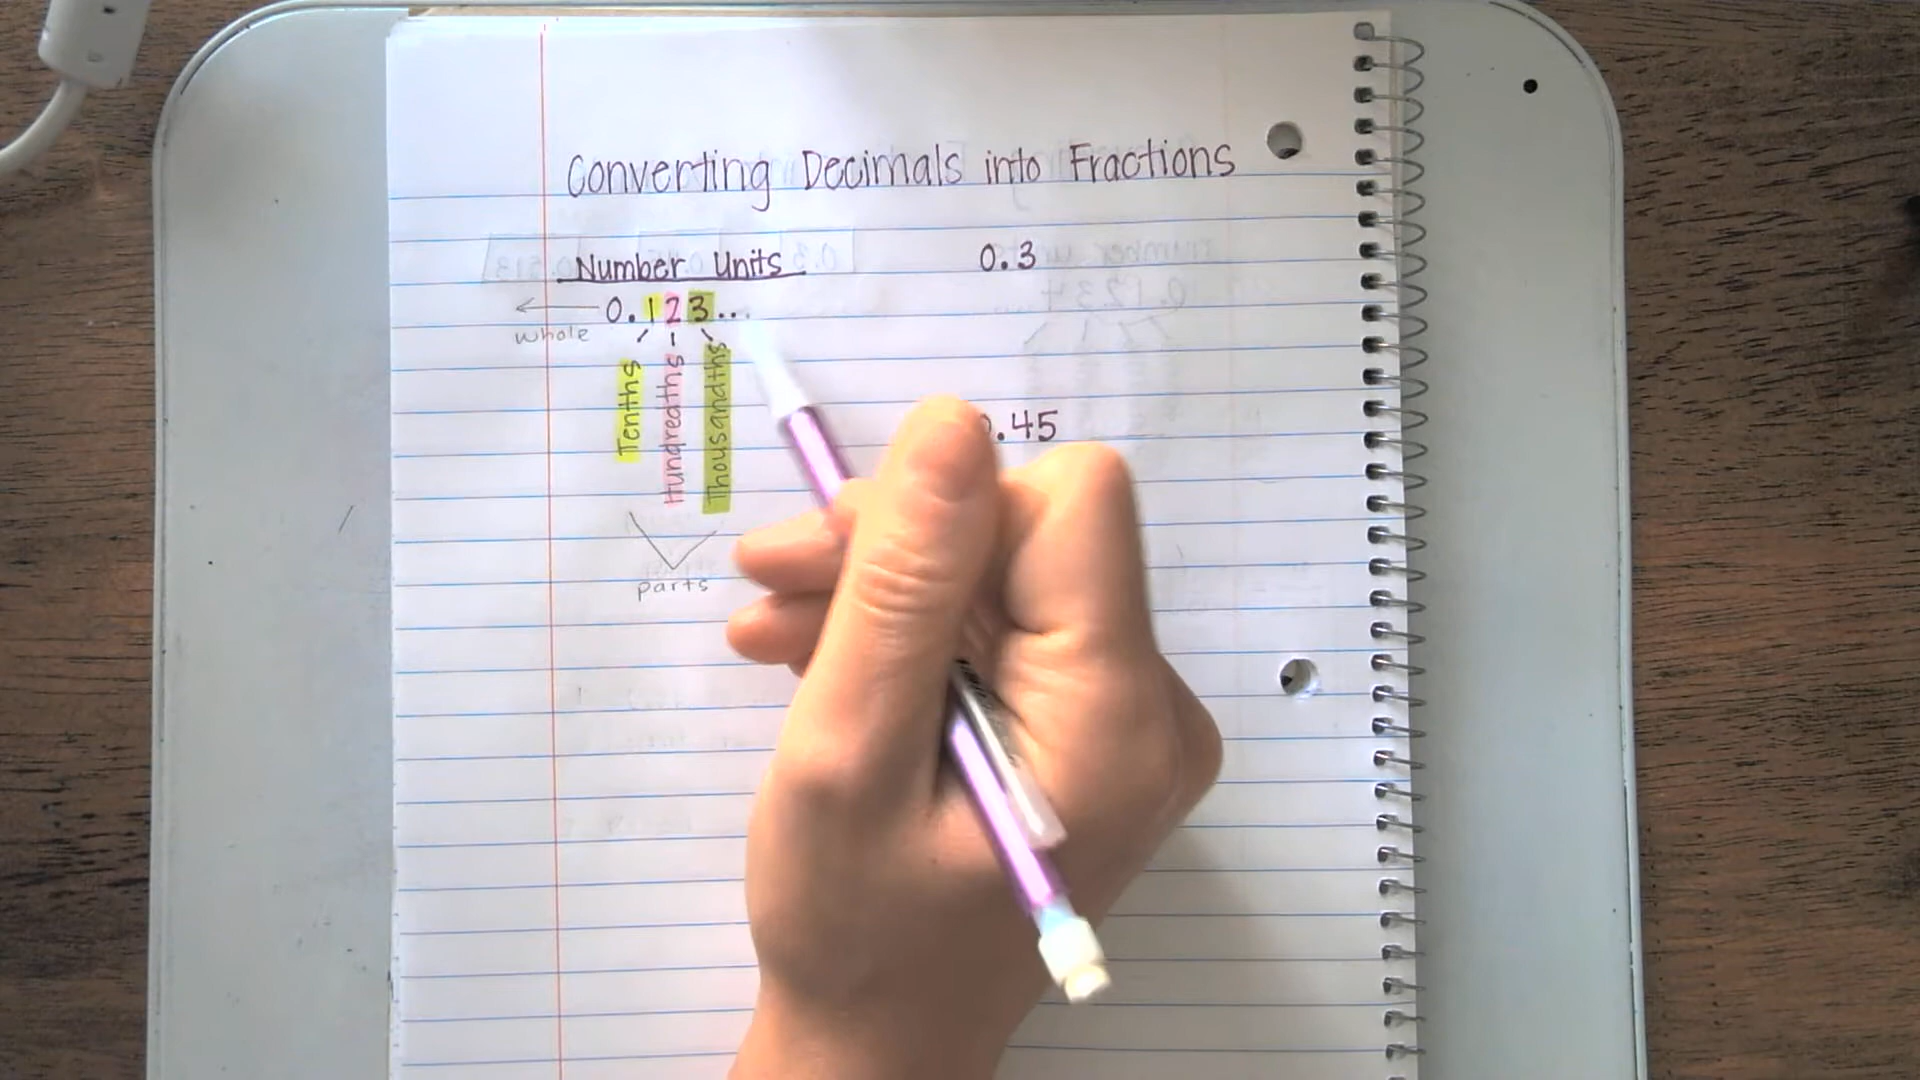 Converting Decimals into Fractions
Number Units
0.3
0.123...
whole
Tenths
Hundredths
Thousandths
.45
parts